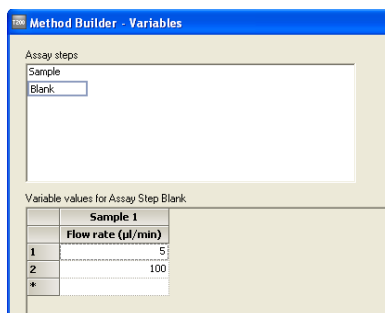 T200 Method Builder - Variables
Assay steps
Sample
Blank
Variable values for Assay Step Blank
Sample 1
Flow rate (µl/min)
1 5
2 100
*